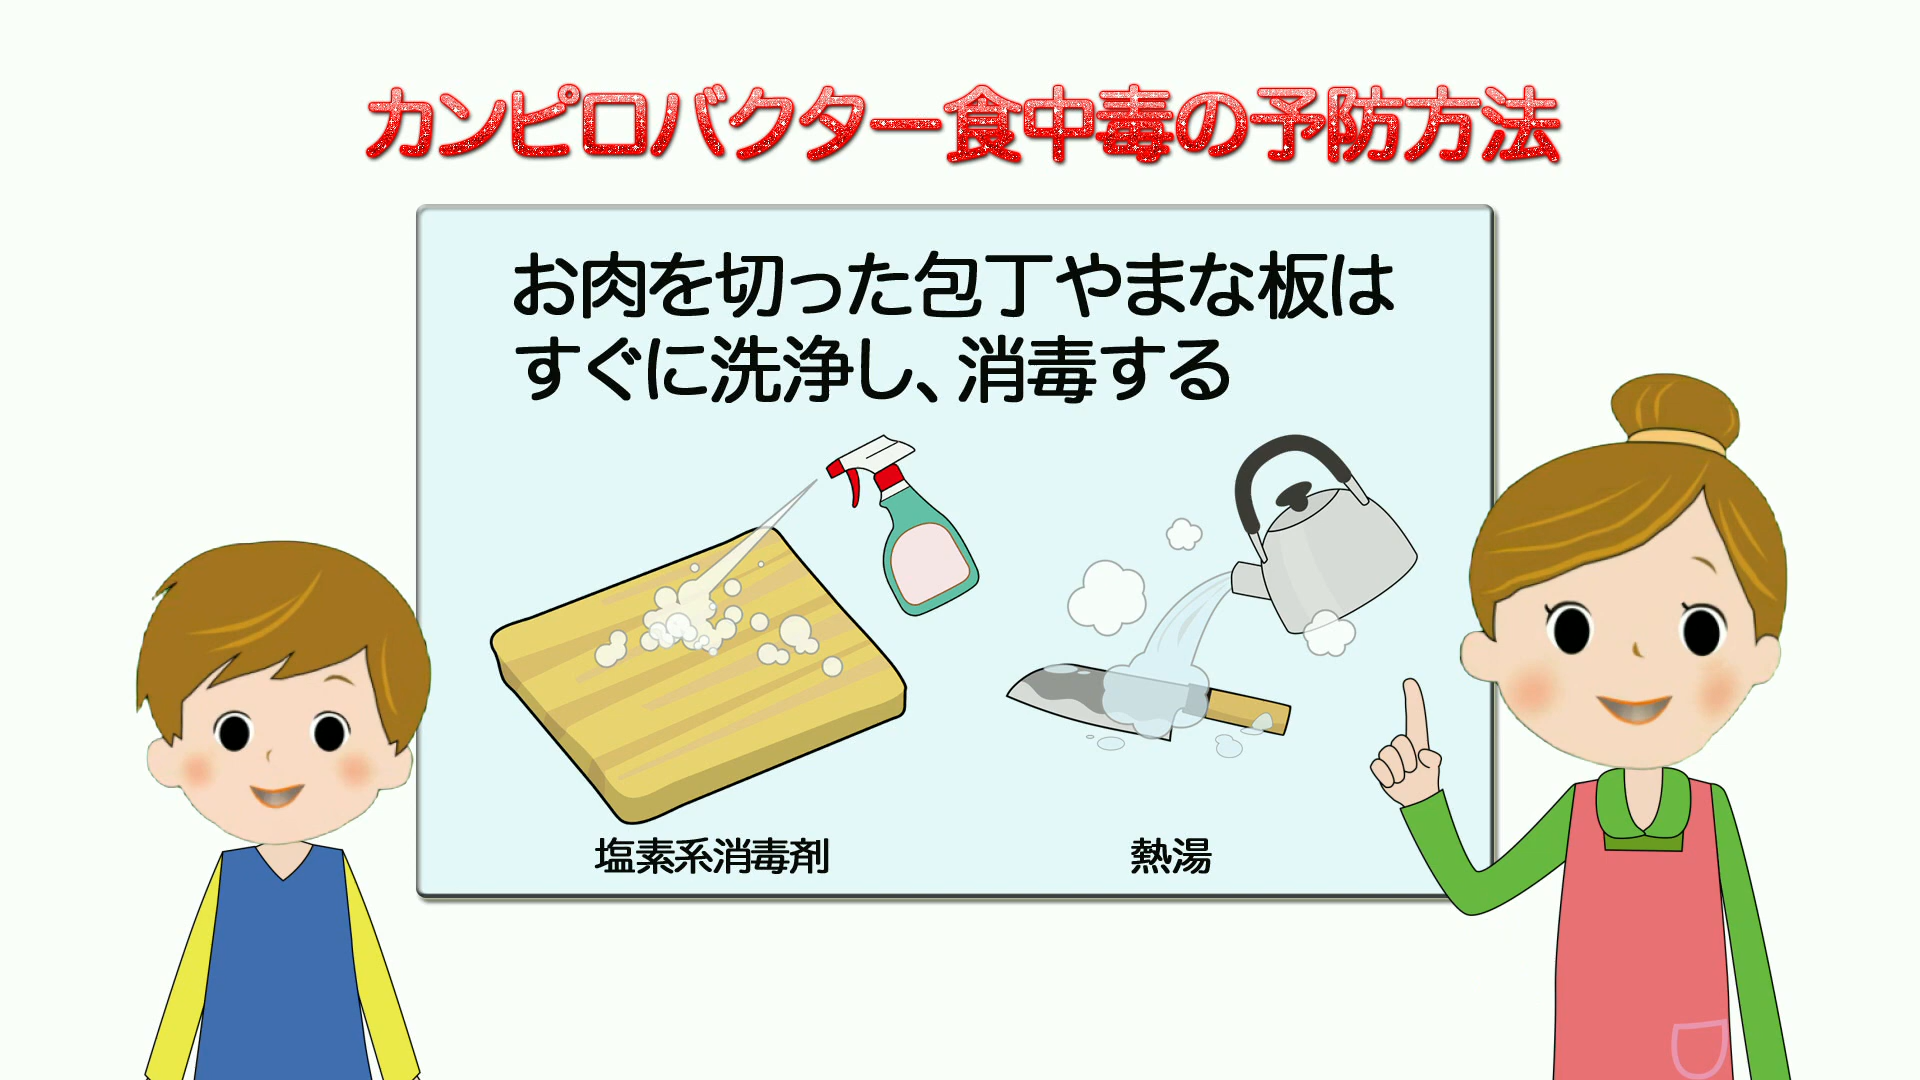 カンピロバクター食中毒の予防方法
お肉を切った包丁やまな板は
すぐに洗浄し、消毒する
塩素系消毒剤
熱湯